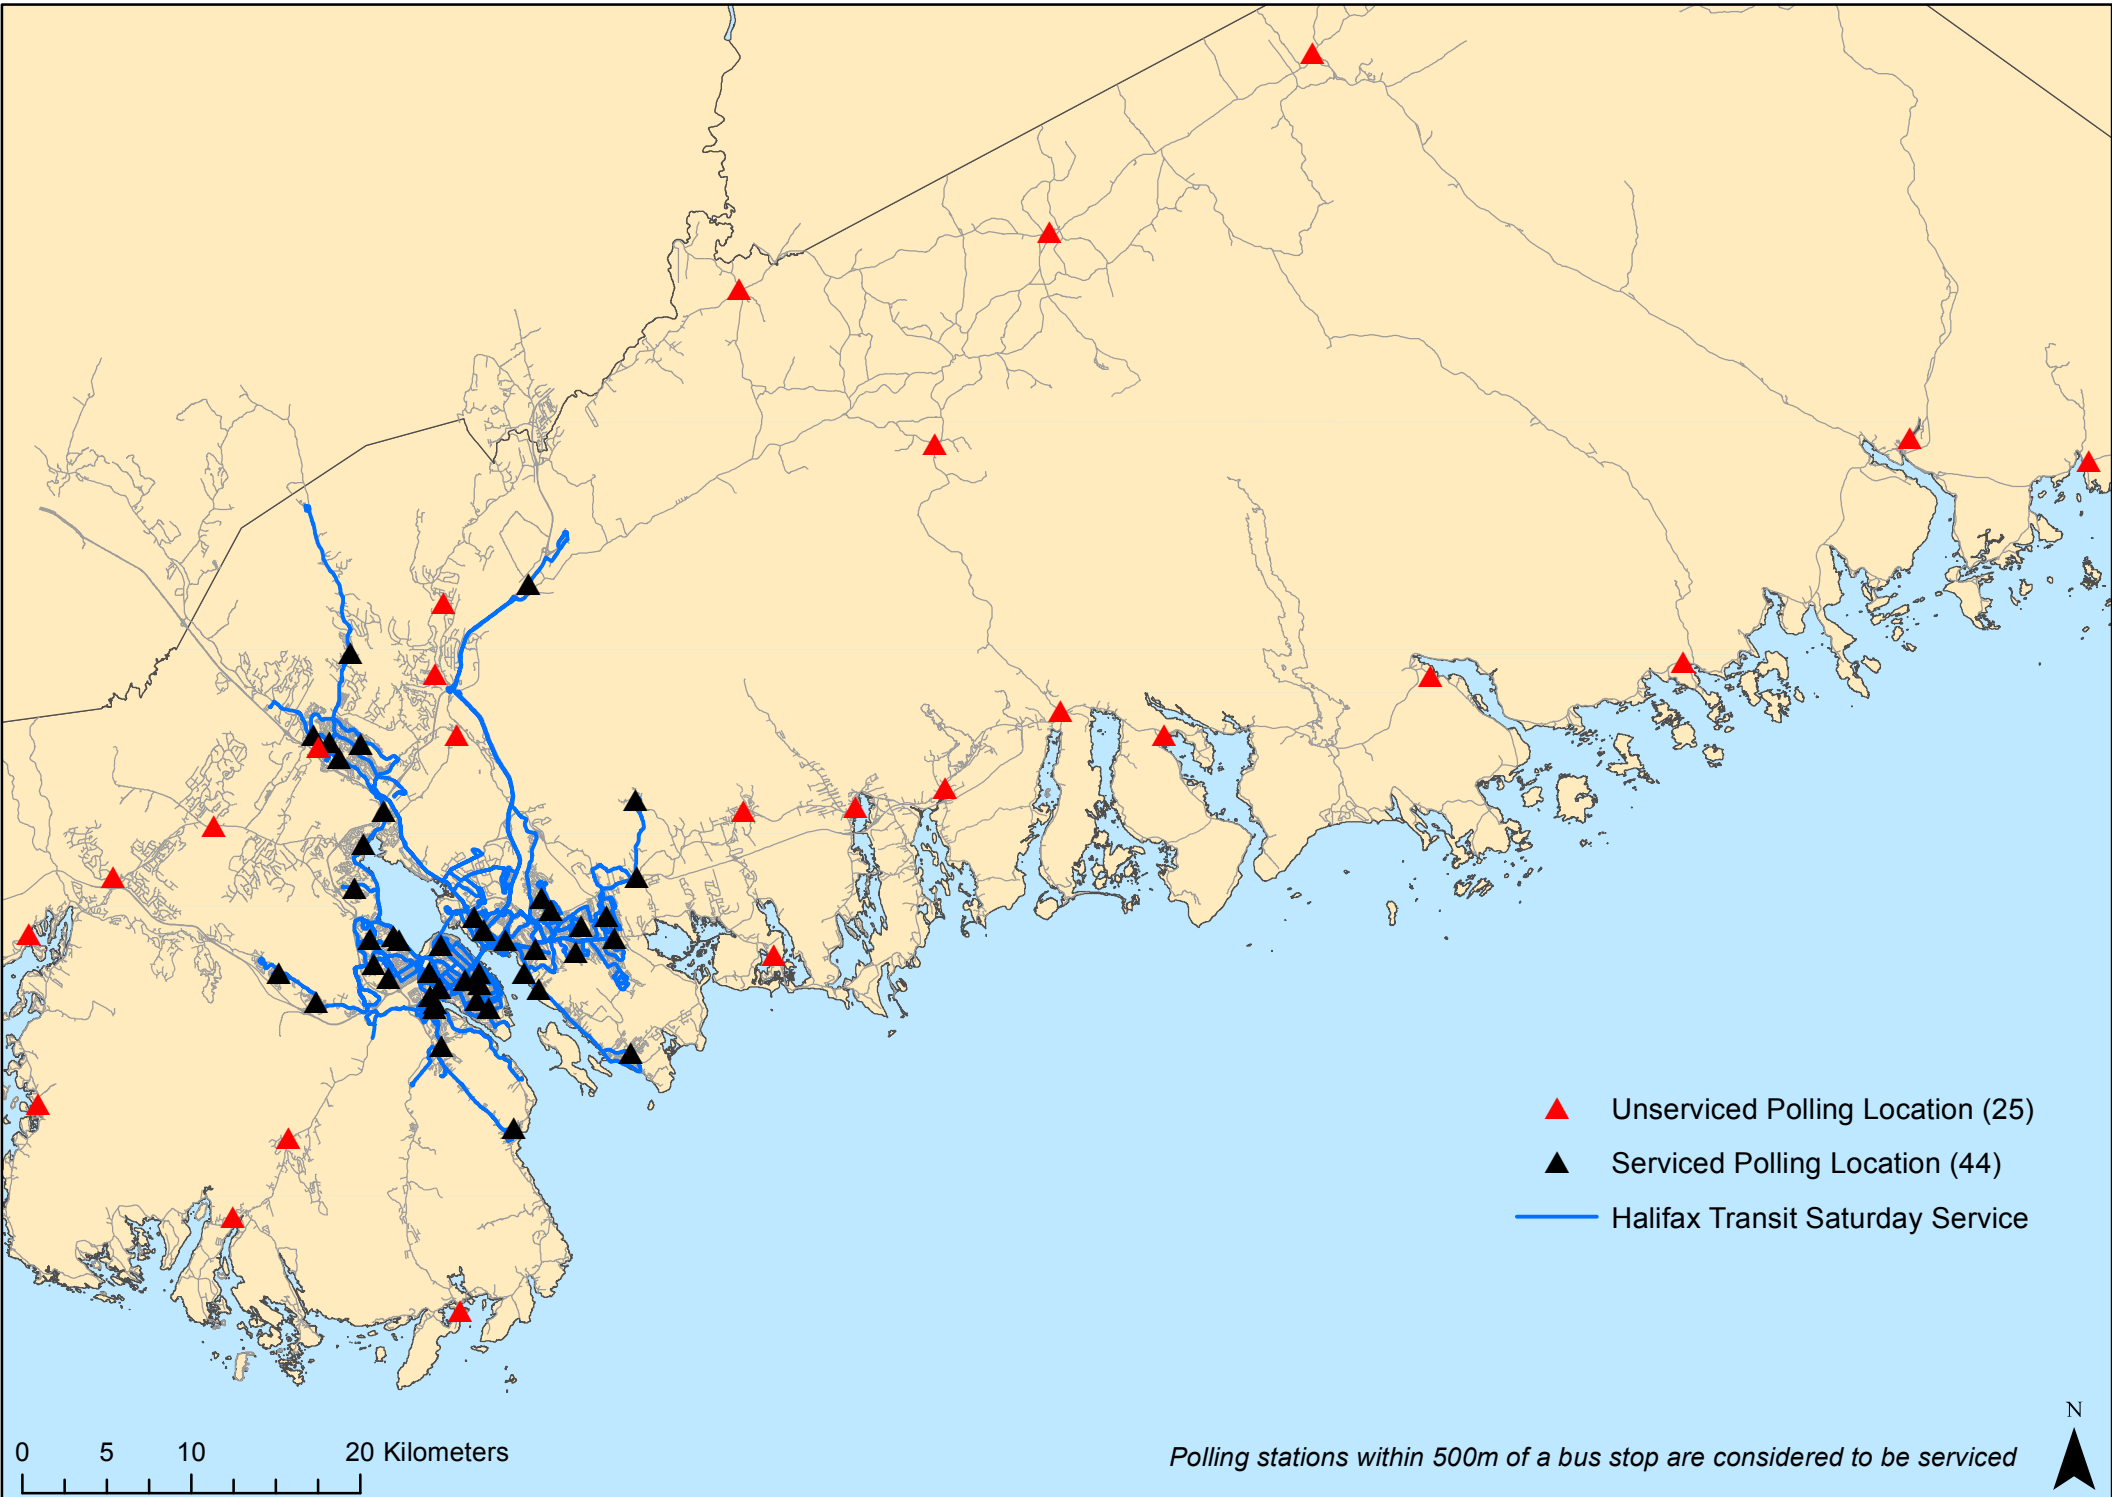 Unserviced Polling Location (25)
Serviced Polling Location (44)
Halifax Transit Saturday Service
N
0 5 10 20 Kilometers
Polling stations within 500m of a bus stop are considered to be serviced